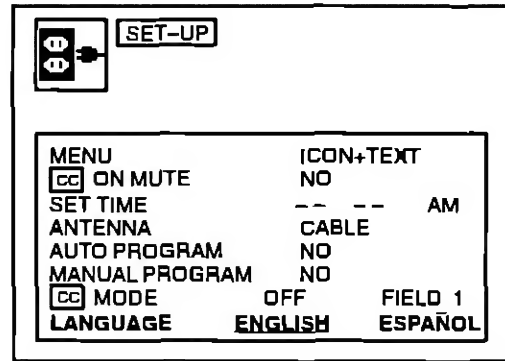 SET-UP
MENU ICON+TEXT
CC ON MUTE NO
SET TIME -- -- AM
ANTENNA CABLE
AUTO PROGRAM NO
MANUAL PROGRAM NO
CC MODE OFF FIELD 1
LANGUAGE ENGLISH ESPAÑOL